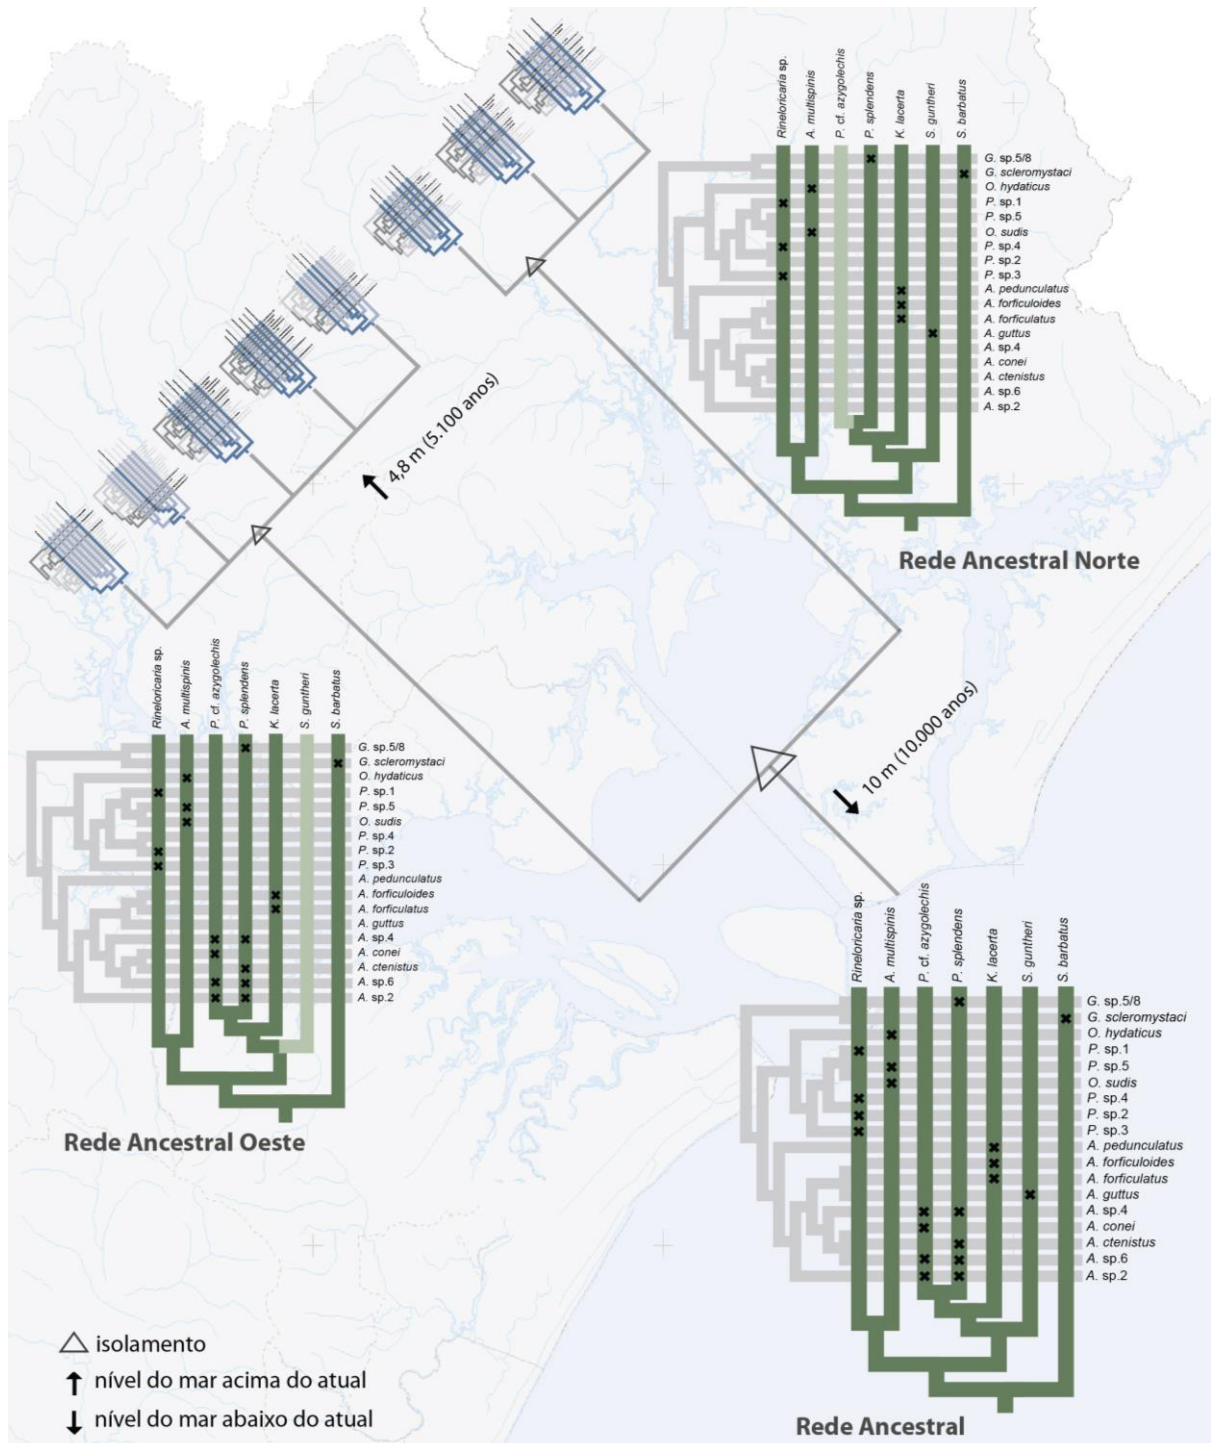 Rineloricaria sp.
A. multispinis
P. cf. azygolechis
P. splendens
K. lacerta
S. guntheri
S. barbatus
G. sp.5/8
G. scleromystaci
O. hydaticus
P. sp.1
P. sp.5
O. sudis
P. sp.4
P. sp.2
P. sp.3
A. pedunculatus
A. forficuloides
A. forficulatus
A. guttus
A. sp.4
A. conei
A. ctenistus
A. sp.6
A. sp.2
Rede Ancestral Norte
4,8 m (5.100 anos)
10 m (10.000 anos)
Rineloricaria sp.
A. multispinis
P. cf. azygolechis
P. splendens
K. lacerta
S. guntheri
S. barbatus
G. sp.5/8
G. scleromystaci
O. hydaticus
P. sp.1
P. sp.5
O. sudis
P. sp.4
P. sp.2
P. sp.3
A. pedunculatus
A. forficuloides
A. forficulatus
A. guttus
A. sp.4
A. conei
A. ctenistus
A. sp.6
A. sp.2
Rede Ancestral Oeste
Rineloricaria sp.
A. multispinis
P. cf. azygolechis
P. splendens
K. lacerta
S. guntheri
S. barbatus
G. sp.5/8
G. scleromystaci
O. hydaticus
P. sp.1
P. sp.5
O. sudis
P. sp.4
P. sp.2
P. sp.3
A. pedunculatus
A. forficuloides
A. forficulatus
A. guttus
A. sp.4
A. conei
A. ctenistus
A. sp.6
A. sp.2
Rede Ancestral
isolamento
nível do mar acima do atual
nível do mar abaixo do atual